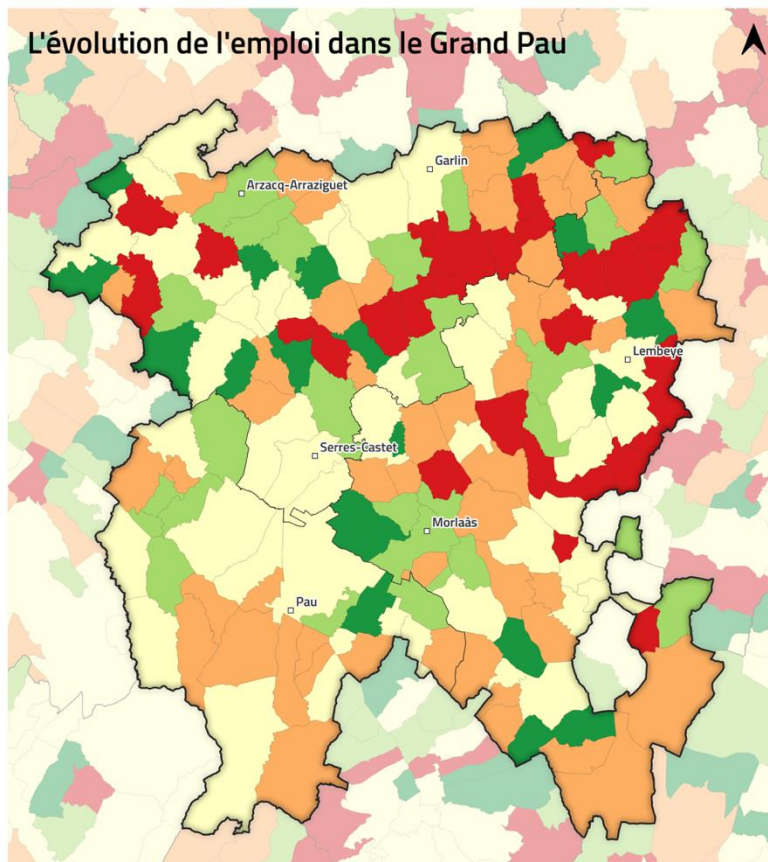 L'évolution de l'emploi dans le Grand Pau
Garlin
Arzacq-Arraziguet
Lembeye
Serres-Castet
Morlaàs
Pau